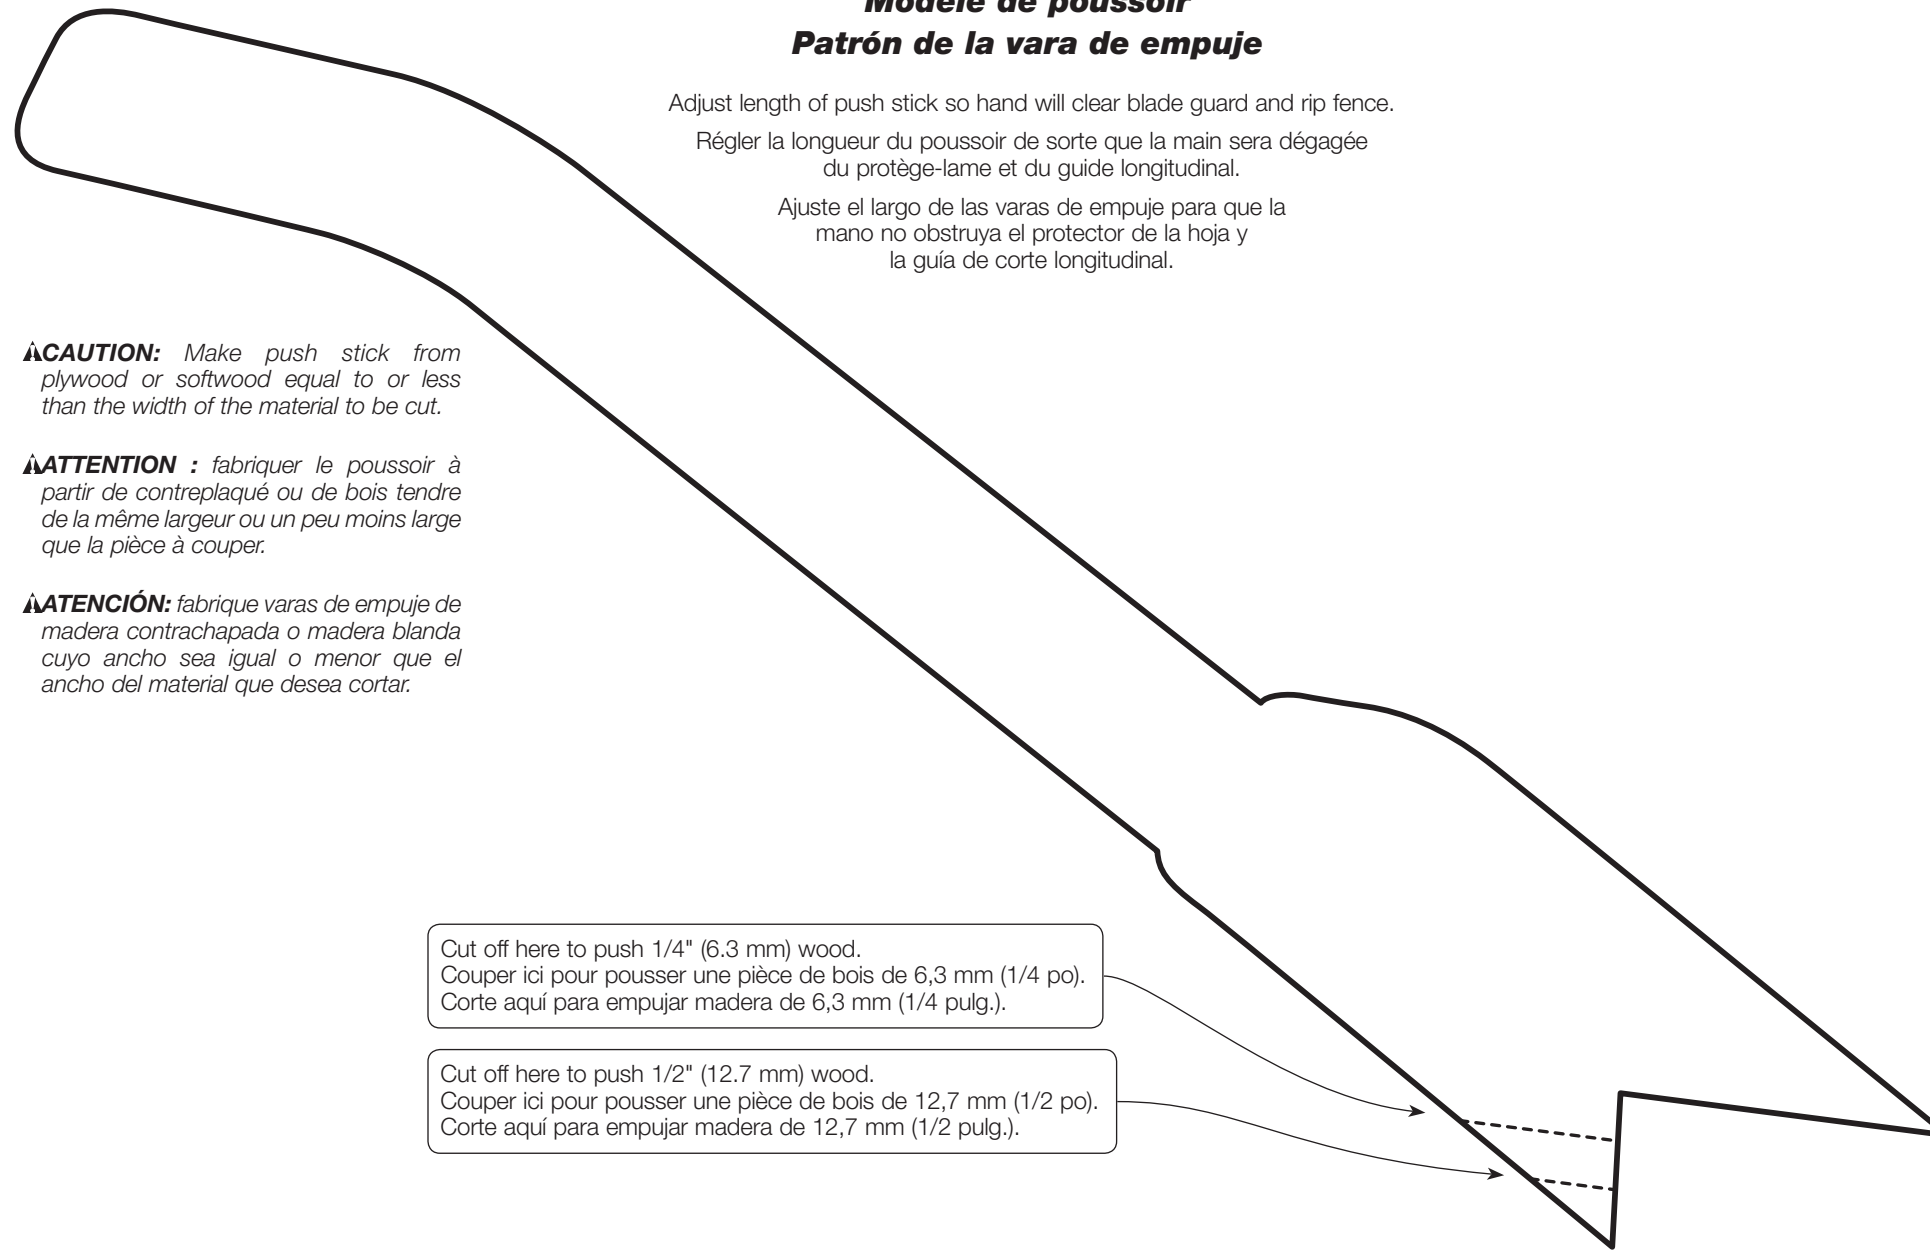 Modèle de poussoir
Patrón de la vara de empuje
Adjust length of push stick so hand will clear blade guard and rip fence.
Régler la longueur du poussoir de sorte que la main sera dégagée
du protège-lame et du guide longitudinal.
Ajuste el largo de las varas de empuje para que la
mano no obstruya el protector de la hoja y
la guía de corte longitudinal.
CAUTION: Make push stick from
plywood or softwood equal to or less
than the width of the material to be cut.
ATTENTION : fabriquer le poussoir à
partir de contreplaqué ou de bois tendre
de la même largeur ou un peu moins large
que la pièce à couper.
ATENCIÓN: fabrique varas de empuje de
madera contrachapada o madera blanda
cuyo ancho sea igual o menor que el
ancho del material que desea cortar.
Cut off here to push 1/4" (6.3 mm) wood.
Couper ici pour pousser une pièce de bois de 6,3 mm (1/4 po).
Corte aquí para empujar madera de 6,3 mm (1/4 pulg.).
Cut off here to push 1/2" (12.7 mm) wood.
Couper ici pour pousser une pièce de bois de 12,7 mm (1/2 po).
Corte aquí para empujar madera de 12,7 mm (1/2 pulg.).